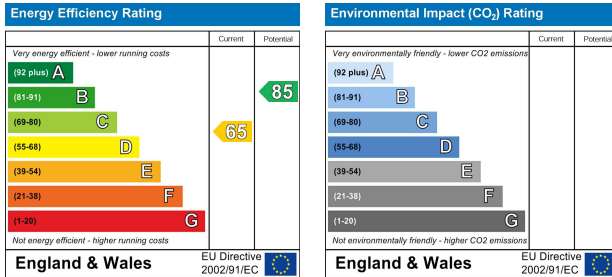 Energy Efficiency Rating
Current Potential
Very energy efficient - lower running costs
(92 plus) A
(81-91) B
(69-80) C
(55-68) D
(39-54) E
(21-38) F
(1-20) G
65
85
Not energy efficient - higher running costs
England & Wales
EU Directive
2002/91/EC
Environmental Impact (CO2) Rating
Current Potential
Very environmentally friendly - lower CO2 emissions
(92 plus) A
(81-91) B
(69-80) C
(55-68) D
(39-54) E
(21-38) F
(1-20) G
Not environmentally friendly - higher CO2 emissions
England & Wales
EU Directive
2002/91/EC